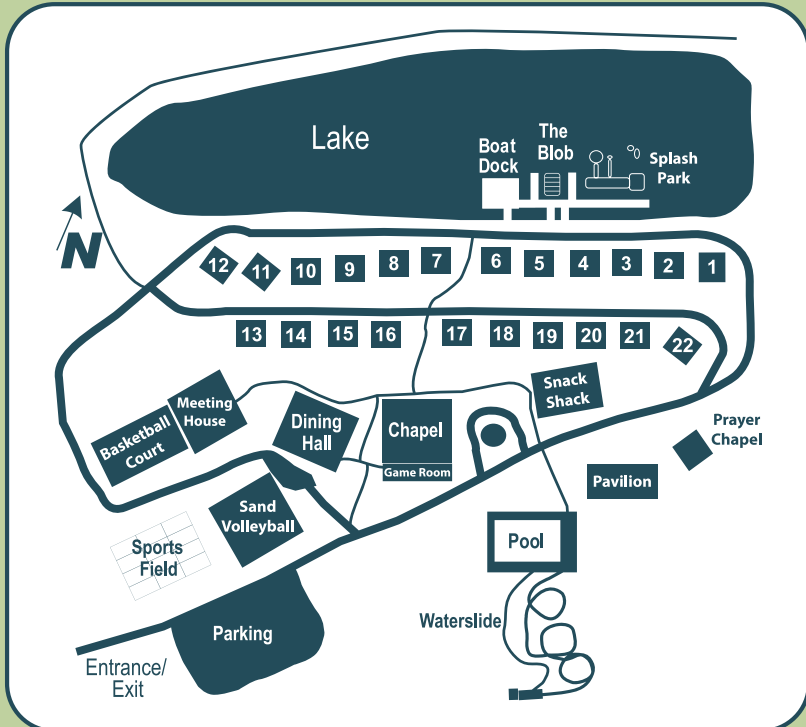 Lake
Boat
Dock
The
Blob
Splash
Park
N
12
11
10
9
8
7
6
5
4
3
2
1
13
14
15
16
17
18
19
20
21
22
Snack
Shack
Meeting
House
Basketball
Court
Dining
Hall
Chapel
Game Room
Prayer
Chapel
Pavilion
Sand
Volleyball
Sports
Field
Pool
Parking
Waterslide
Entrance/
Exit